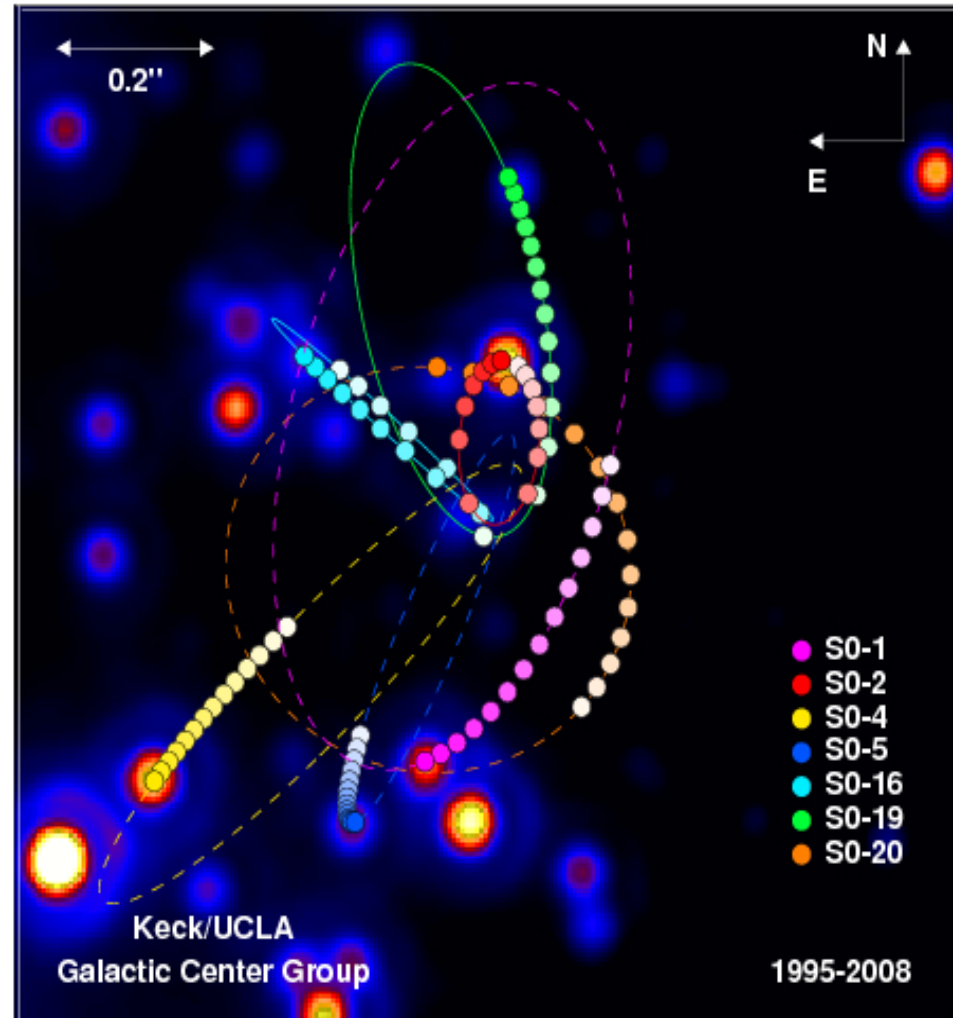 0.2"
N
E
S0-1
S0-2
S0-4
S0-5
S0-16
S0-19
S0-20
Keck/UCLA
Galactic Center Group
1995-2008